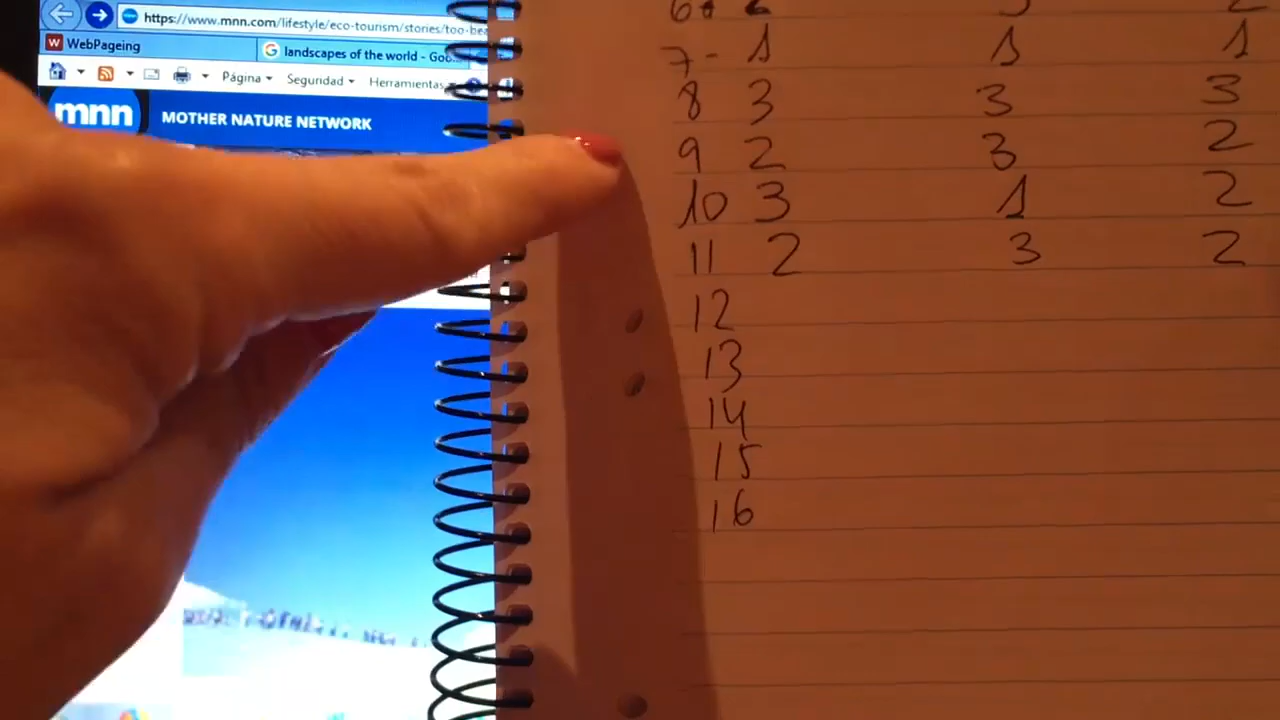 https://www.mnn.com/lifestyle/eco-tourism/stories/too-bea
WebPageing
landscapes of the world - Goo...
Página Seguridad Herramientas
mnn MOTHER NATURE NETWORK
7- 1 1 1
8 3 3 3
9 2 3 2
10 3 1 2
11 2 3 2
12
13
14
15
16